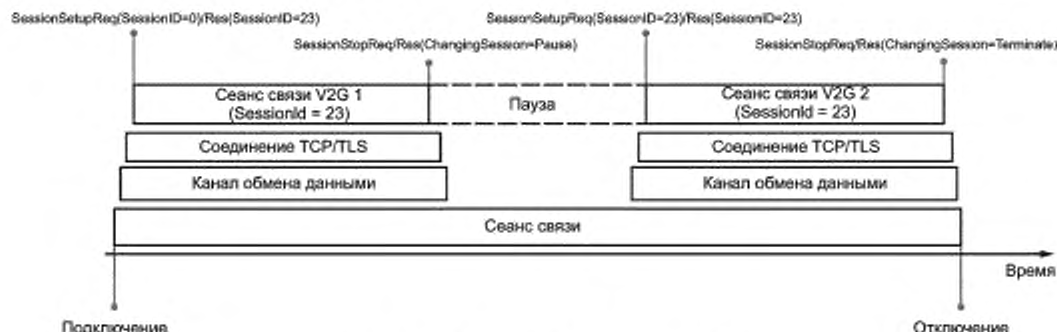 SessionSetupReq(SessionID=0)/Res(SessionID=23)
SessionSetupReq(SessionID=23)/Res(SessionID=23)
SessionStopReq/Res(ChangingSession=Pause)
SessionStopReq/Res(ChangingSession=Terminate)
Сеанс связи V2G 1
(SessionId = 23)
Пауза
Сеанс связи V2G 2
(SessionId = 23)
Соединение TCP/TLS
Соединение TCP/TLS
Канал обмена данными
Канал обмена данными
Сеанс связи
Время
Подключение
Отключение